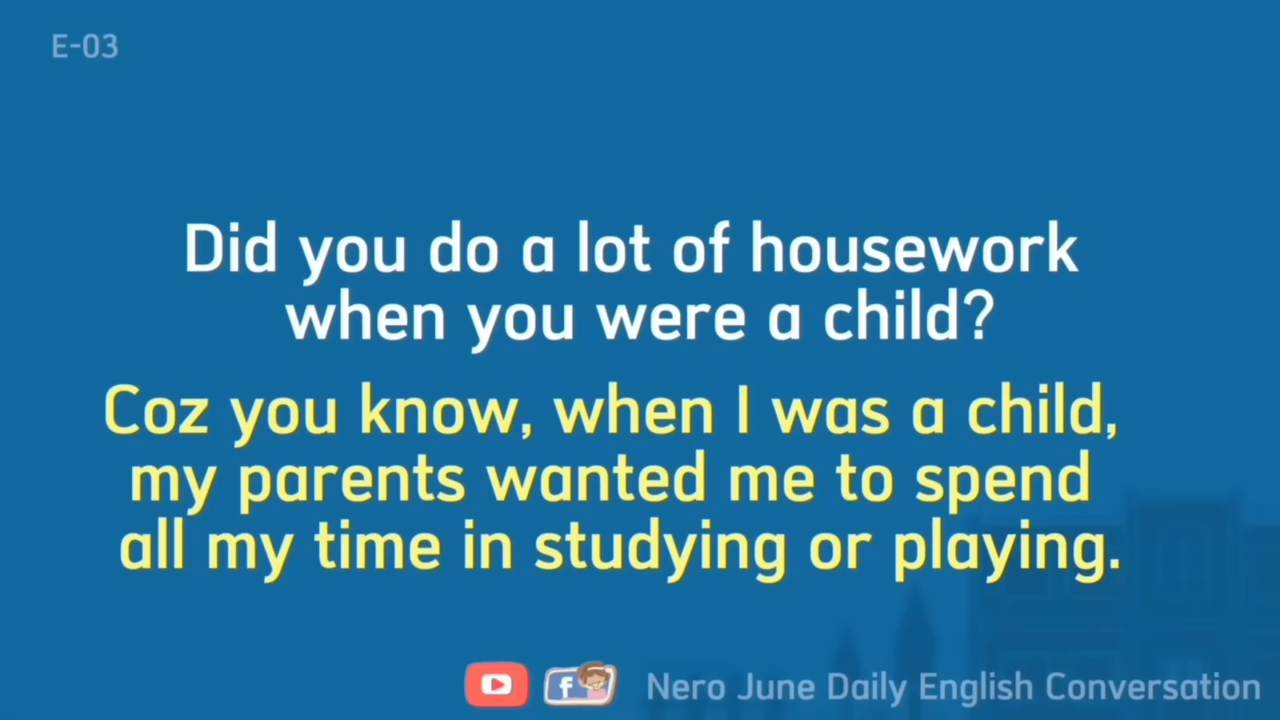 E-03
Did you do a lot of housework
when you were a child?
Coz you know, when I was a child,
my parents wanted me to spend
all my time in studying or playing.
Nero June Daily English Conversation